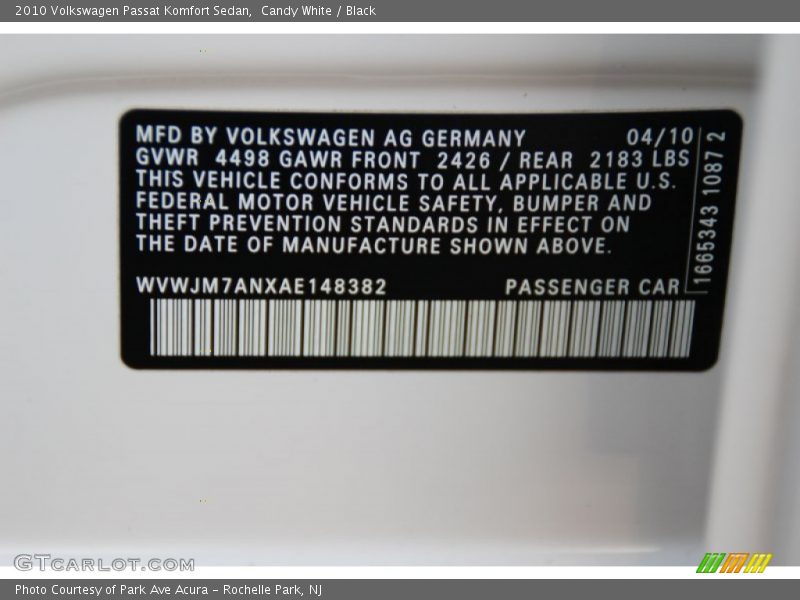 2010 Volkswagen Passat Komfort Sedan,  Candy White / Black
MFD BY VOLKSWAGEN AG GERMANY 04/10
GVWR 4498 GAWR FRONT 2426 / REAR 2183 LBS
THIS VEHICLE CONFORMS TO ALL APPLICABLE U.S.
FEDERAL MOTOR VEHICLE SAFETY, BUMPER AND
THEFT PREVENTION STANDARDS IN EFFECT ON
THE DATE OF MANUFACTURE SHOWN ABOVE.
WVWJM7ANXAE148382 PASSENGER CAR
1665343 1087 2
GTCARLOT.COM
Photo Courtesy of Park Ave Acura - Rochelle Park, NJ